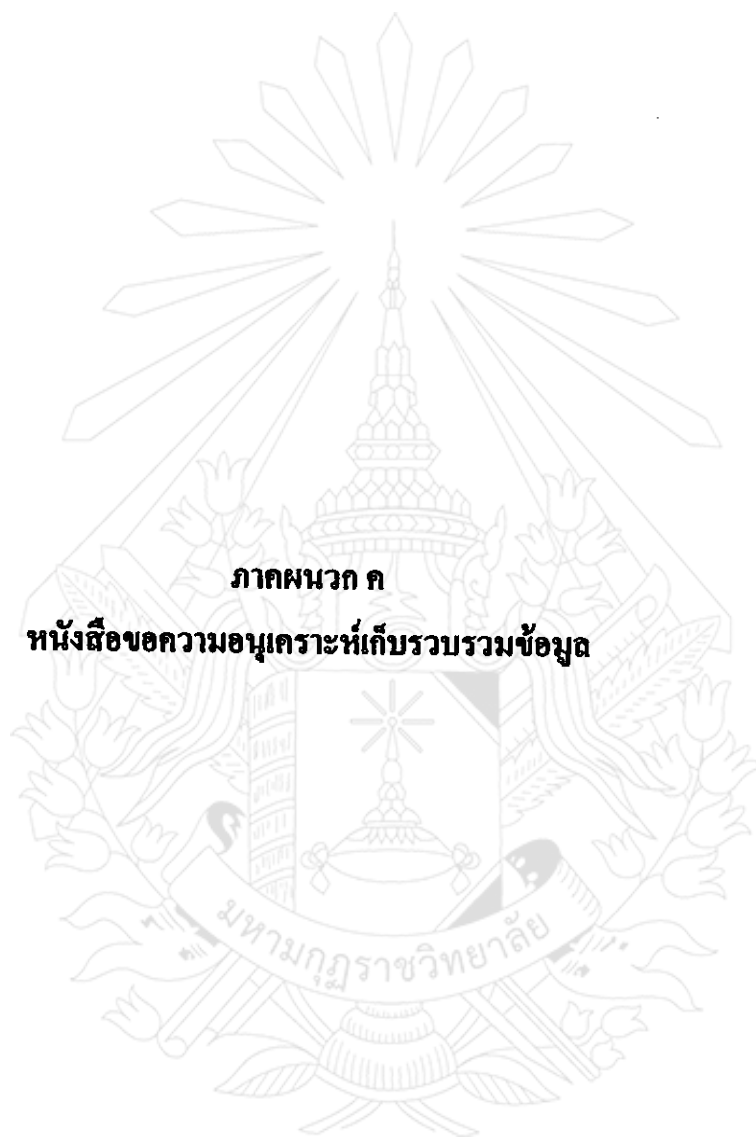 ภาคผนวก ค
หนังสือขอความอนุเคราะห์เก็บรวบรวมข้อมูล
มหามกุฏราชวิทยาลัย